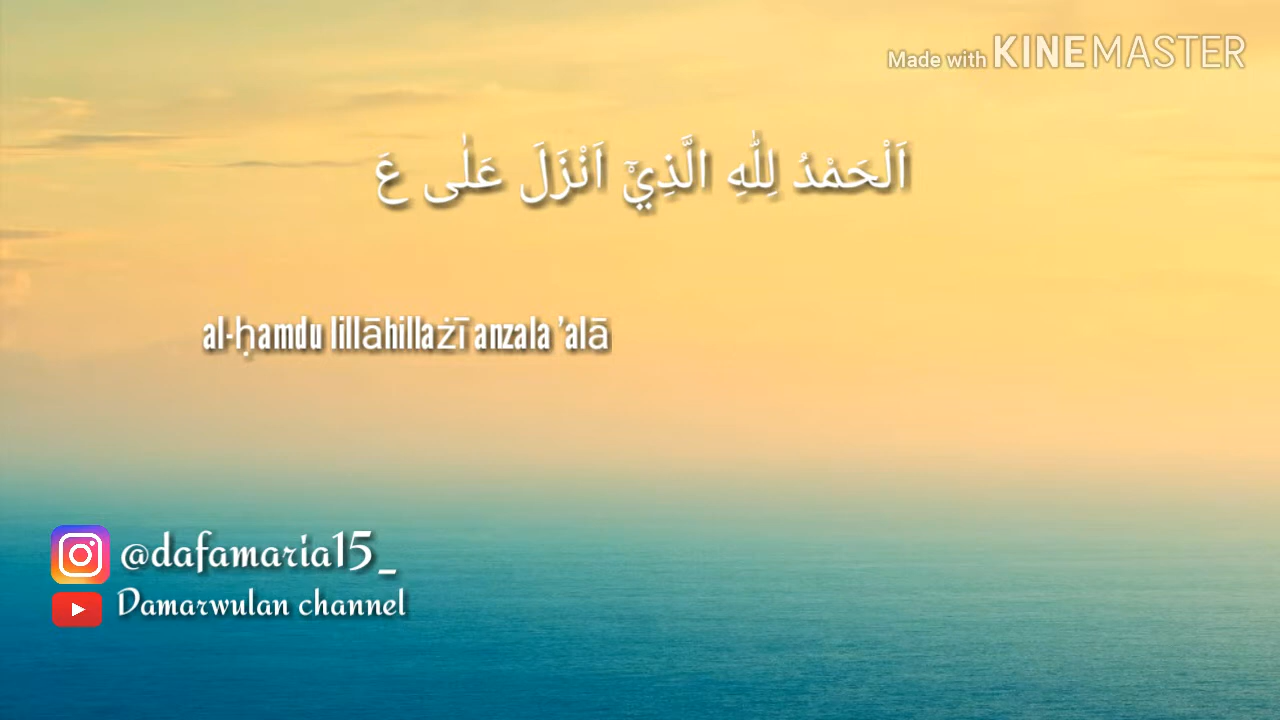 Made with KINEMASTER
اَلْحَمْدُ لِلّٰهِ الَّذِيْٓ اَنْزَلَ عَلٰى عَ
al-ḥamdu lillāhillażī anzala 'alā
@dafamaria15_
Damarwulan channel